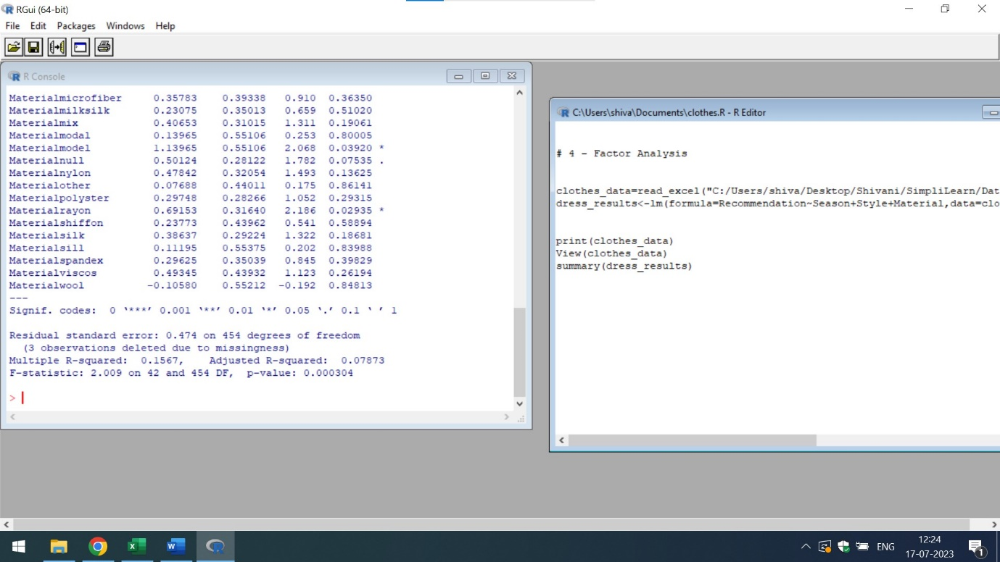 RGui (64-bit)
File Edit Packages Windows Help
R Console
Materialmicrofiber 0.35783 0.39338 0.910 0.36350
Materialmilksilk 0.23075 0.35013 0.659 0.51020
Materialmix 0.40653 0.31015 1.311 0.19061
Materialmodal 0.13965 0.55106 0.253 0.80005
Materialmodel 1.13965 0.55106 2.068 0.03920 *
Materialnull 0.50124 0.28122 1.782 0.07535 .
Materialnylon 0.47842 0.32054 1.493 0.13625
Materialother 0.07688 0.44011 0.175 0.86141
Materialpolyster 0.29748 0.28266 1.052 0.29315
Materialrayon 0.69153 0.31640 2.186 0.02935 *
Materialshiffon 0.23773 0.43962 0.541 0.58894
Materialsilk 0.38637 0.29224 1.322 0.18681
Materialsill 0.11195 0.55375 0.202 0.83988
Materialspandex 0.29625 0.35039 0.845 0.39829
Materialviscos 0.49345 0.43932 1.123 0.26194
Materialwool -0.10580 0.55212 -0.192 0.84813
---
Signif. codes: 0 ‘***’ 0.001 ‘**’ 0.01 ‘*’ 0.05 ‘.’ 0.1 ‘ ’ 1
Residual standard error: 0.474 on 454 degrees of freedom
(3 observations deleted due to missingness)
Multiple R-squared: 0.1567, Adjusted R-squared: 0.07873
F-statistic: 2.009 on 42 and 454 DF, p-value: 0.000304
>
C:\Users\shiva\Documents\clothes.R - R Editor
# 4 - Factor Analysis
clothes_data=read_excel("C:/Users/shiva/Desktop/Shivani/SimpliLearn/Dat
dress_results<-lm(formula=Recommendation~Season+Style+Material,data=clo
print(clothes_data)
View(clothes_data)
summary(dress_results)
ENG
12:24
17-07-2023
1